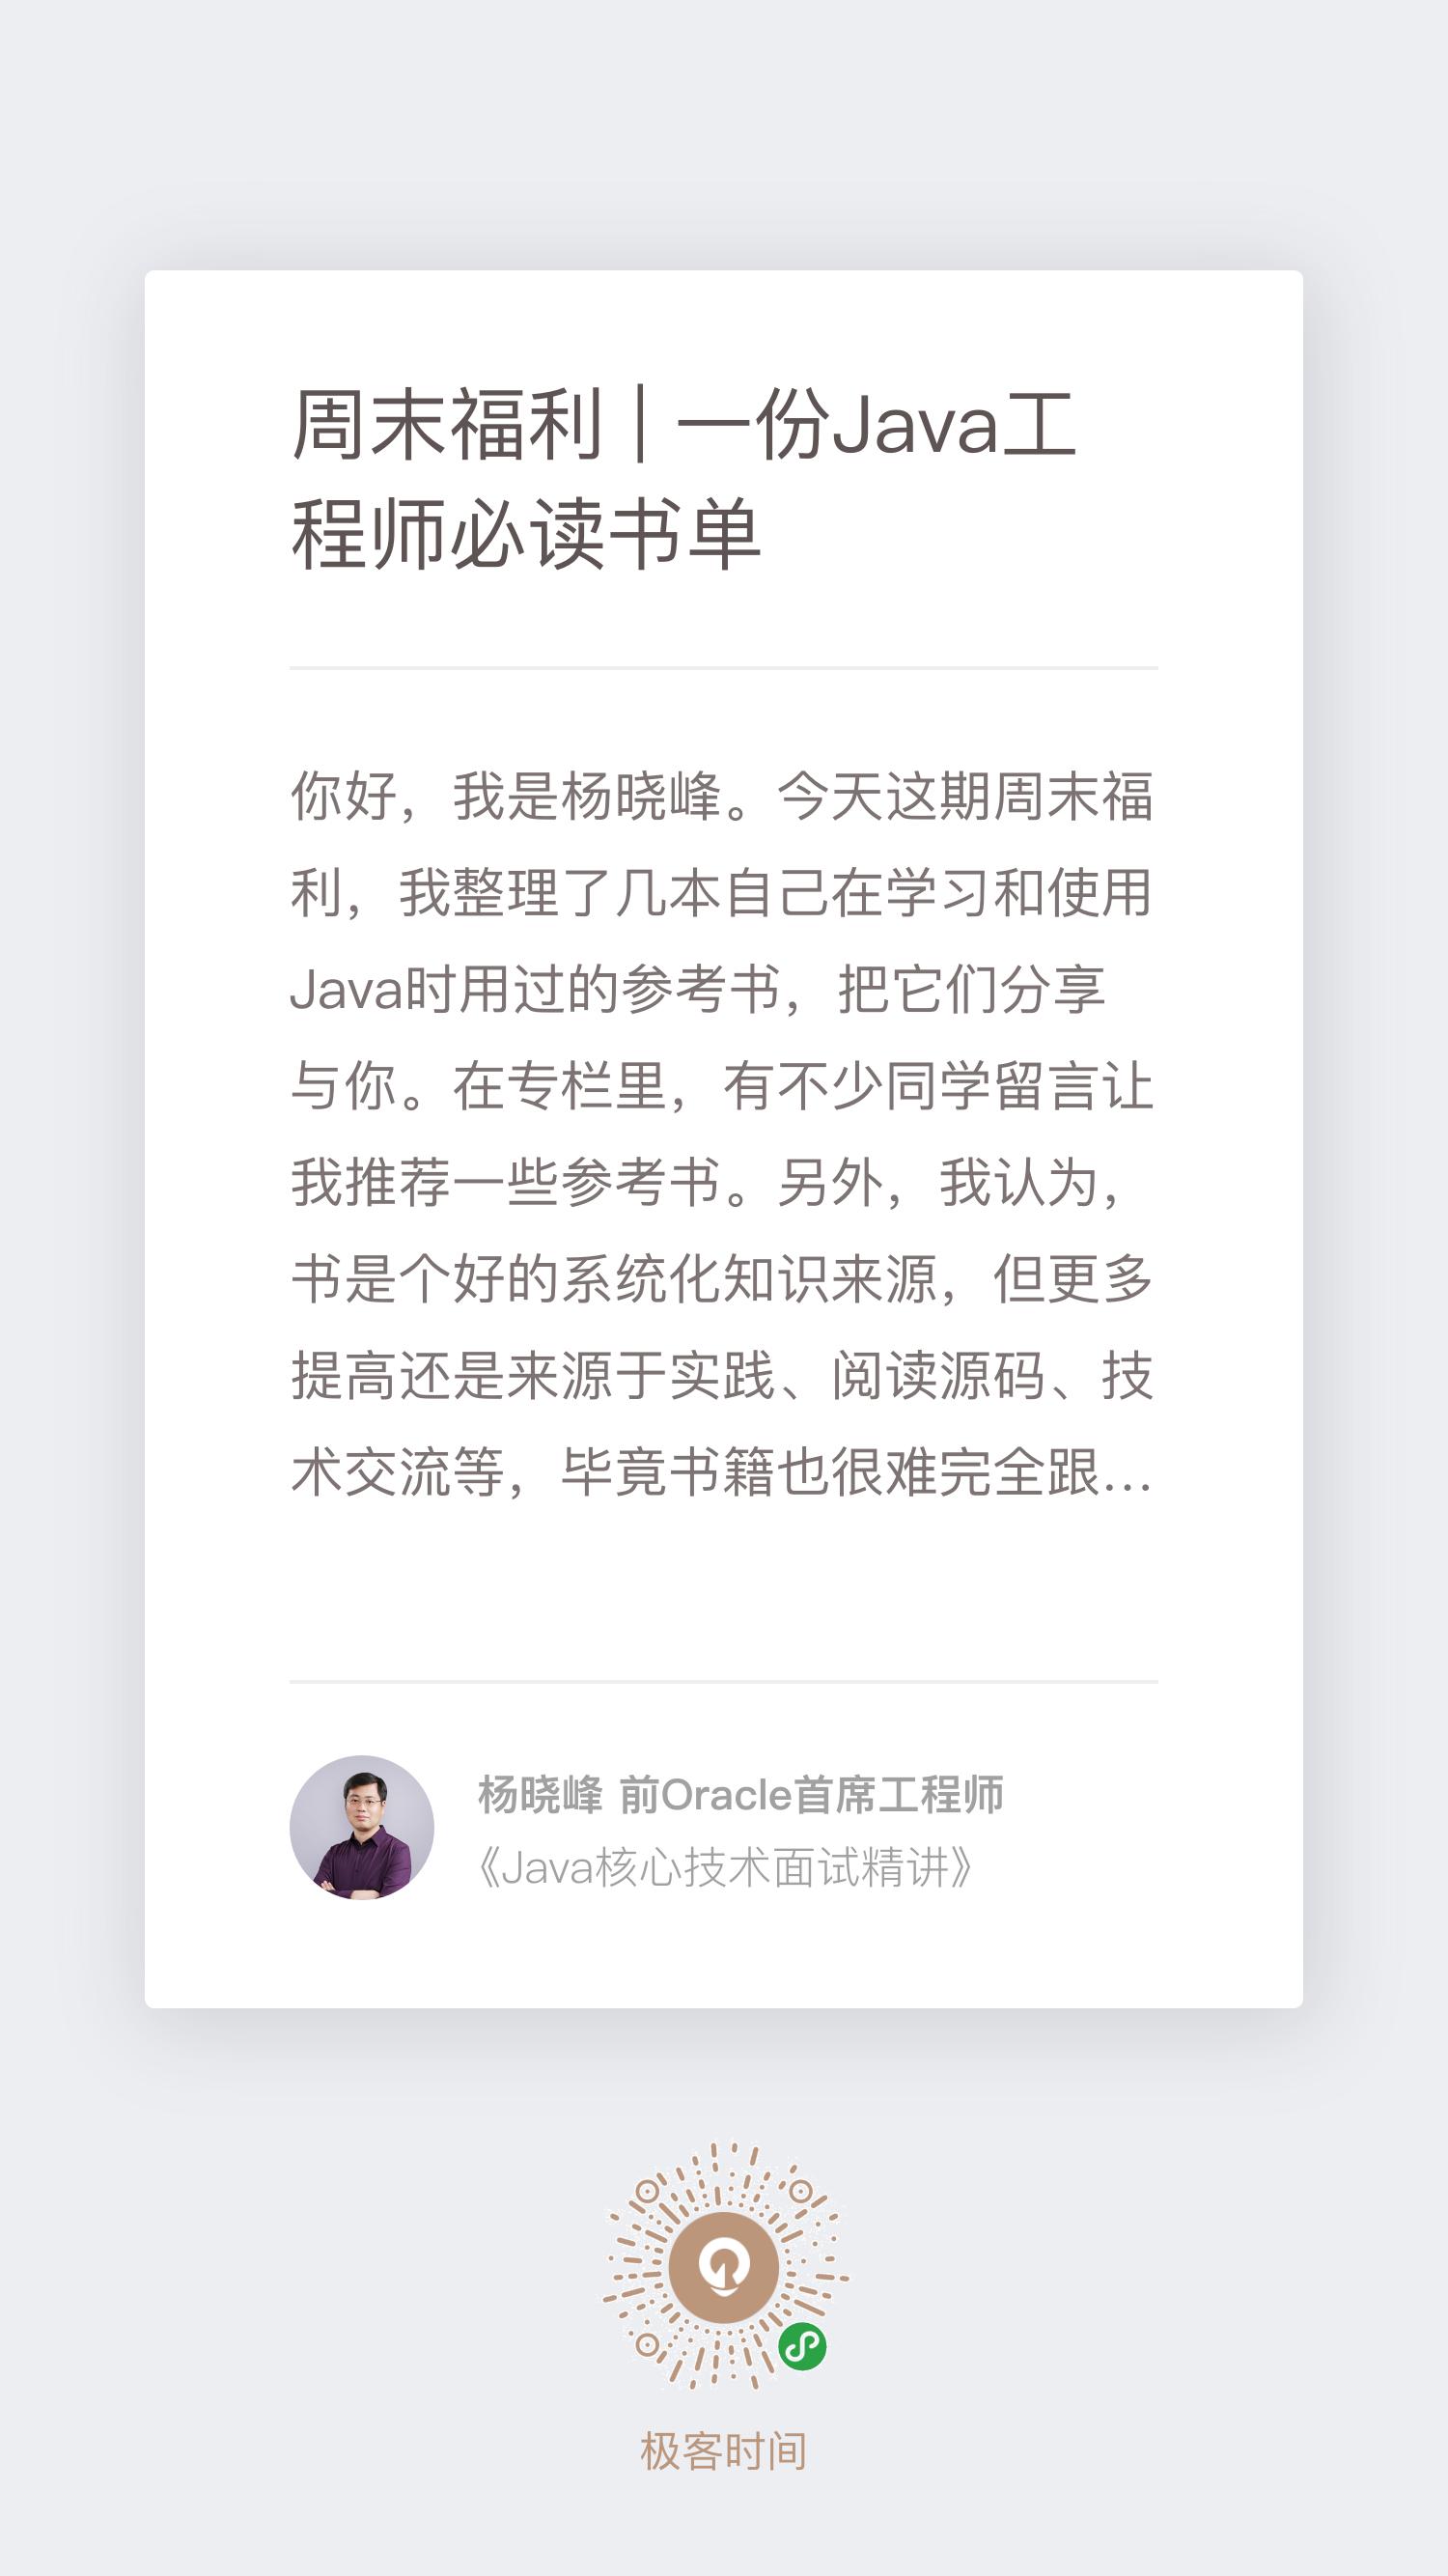 周末福利 | 一份Java工
程师必读书单
你好，我是杨晓峰。今天这期周末福
利，我整理了几本自己在学习和使用
Java时用过的参考书，把它们分享
与你。在专栏里，有不少同学留言让
我推荐一些参考书。另外，我认为，
书是个好的系统化知识来源，但更多
提高还是来源于实践、阅读源码、技
术交流等，毕竟书籍也很难完全跟...
杨晓峰 前Oracle首席工程师
《Java核心技术面试精讲》
极客时间